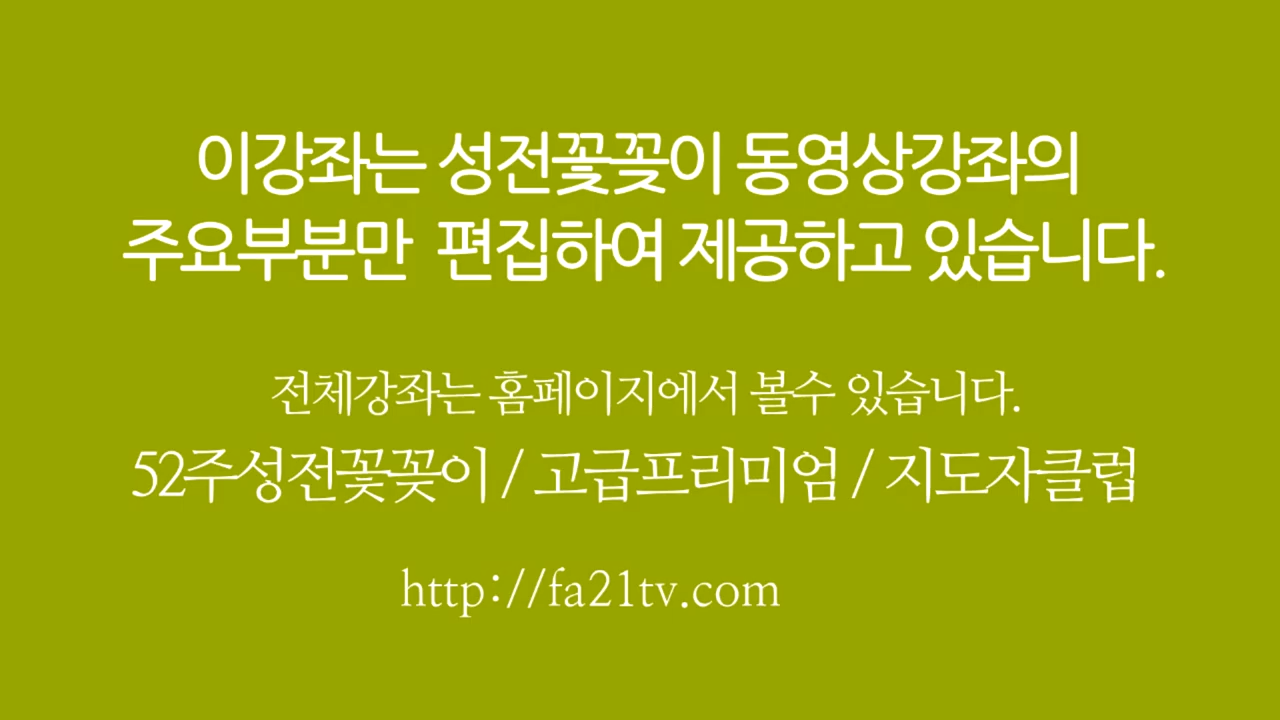 이강좌는 성전꽃꽂이 동영상강좌의
주요부분만 편집하여 제공하고 있습니다.
전체강좌는 홈페이지에서 볼수 있습니다.
52주성전꽃꽂이 / 고급프리미엄 / 지도자클럽
http://fa21tv.com